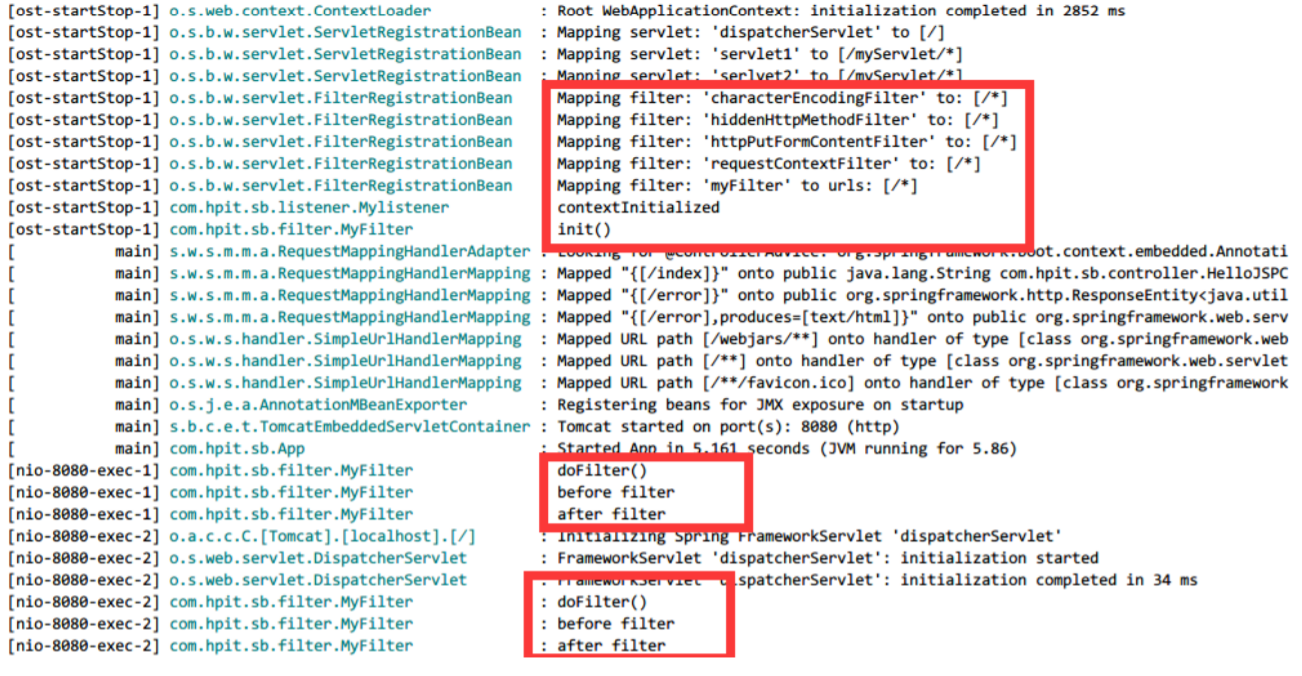 [ost-startStop-1] o.s.web.context.ContextLoader : Root WebApplicationContext: initialization completed in 2852 ms
[ost-startStop-1] o.s.b.w.servlet.ServletRegistrationBean : Mapping servlet: 'dispatcherServlet' to [/]
[ost-startStop-1] o.s.b.w.servlet.ServletRegistrationBean : Mapping servlet: 'servlet1' to [/myServlet/*]
[ost-startStop-1] o.s.b.w.servlet.ServletRegistrationBean : Mapping servlet: 'serlvet2' to [/myServlet/*]
[ost-startStop-1] o.s.b.w.servlet.FilterRegistrationBean Mapping filter: 'characterEncodingFilter' to: [/*]
[ost-startStop-1] o.s.b.w.servlet.FilterRegistrationBean Mapping filter: 'hiddenHttpMethodFilter' to: [/*]
[ost-startStop-1] o.s.b.w.servlet.FilterRegistrationBean Mapping filter: 'httpPutFormContentFilter' to: [/*]
[ost-startStop-1] o.s.b.w.servlet.FilterRegistrationBean Mapping filter: 'requestContextFilter' to: [/*]
[ost-startStop-1] o.s.b.w.servlet.FilterRegistrationBean Mapping filter: 'myFilter' to urls: [/*]
[ost-startStop-1] com.hpit.sb.listener.Mylistener contextInitialized
[ost-startStop-1] com.hpit.sb.filter.MyFilter init()
[ main] s.w.s.m.m.a.RequestMappingHandlerAdapter : Looking for @ControllerAdvice: org.springframework.boot.context.embedded.Annotati
[ main] s.w.s.m.m.a.RequestMappingHandlerMapping : Mapped "{[/index]}" onto public java.lang.String com.hpit.sb.controller.HelloJSPC
[ main] s.w.s.m.m.a.RequestMappingHandlerMapping : Mapped "{[/error]}" onto public org.springframework.http.ResponseEntity<java.util
[ main] s.w.s.m.m.a.RequestMappingHandlerMapping : Mapped "{[/error],produces=[text/html]}" onto public org.springframework.web.serv
[ main] o.s.w.s.handler.SimpleUrlHandlerMapping : Mapped URL path [/webjars/**] onto handler of type [class org.springframework.web
[ main] o.s.w.s.handler.SimpleUrlHandlerMapping : Mapped URL path [/**] onto handler of type [class org.springframework.web.servlet
[ main] o.s.w.s.handler.SimpleUrlHandlerMapping : Mapped URL path [/**/favicon.ico] onto handler of type [class org.springframework
[ main] o.s.j.e.a.AnnotationMBeanExporter : Registering beans for JMX exposure on startup
[ main] s.b.c.e.t.TomcatEmbeddedServletContainer : Tomcat started on port(s): 8080 (http)
[ main] com.hpit.sb.App : Started App in 5.161 seconds (JVM running for 5.86)
[nio-8080-exec-1] com.hpit.sb.filter.MyFilter doFilter()
[nio-8080-exec-1] com.hpit.sb.filter.MyFilter before filter
[nio-8080-exec-1] com.hpit.sb.filter.MyFilter after filter
[nio-8080-exec-2] o.a.c.c.C.[Tomcat].[localhost].[/] : Initializing Spring FrameworkServlet 'dispatcherServlet'
[nio-8080-exec-2] o.s.web.servlet.DispatcherServlet : FrameworkServlet 'dispatcherServlet': initialization started
[nio-8080-exec-2] o.s.web.servlet.DispatcherServlet : FrameworkServlet 'dispatcherServlet': initialization completed in 34 ms
[nio-8080-exec-2] com.hpit.sb.filter.MyFilter : doFilter()
[nio-8080-exec-2] com.hpit.sb.filter.MyFilter : before filter
[nio-8080-exec-2] com.hpit.sb.filter.MyFilter : after filter